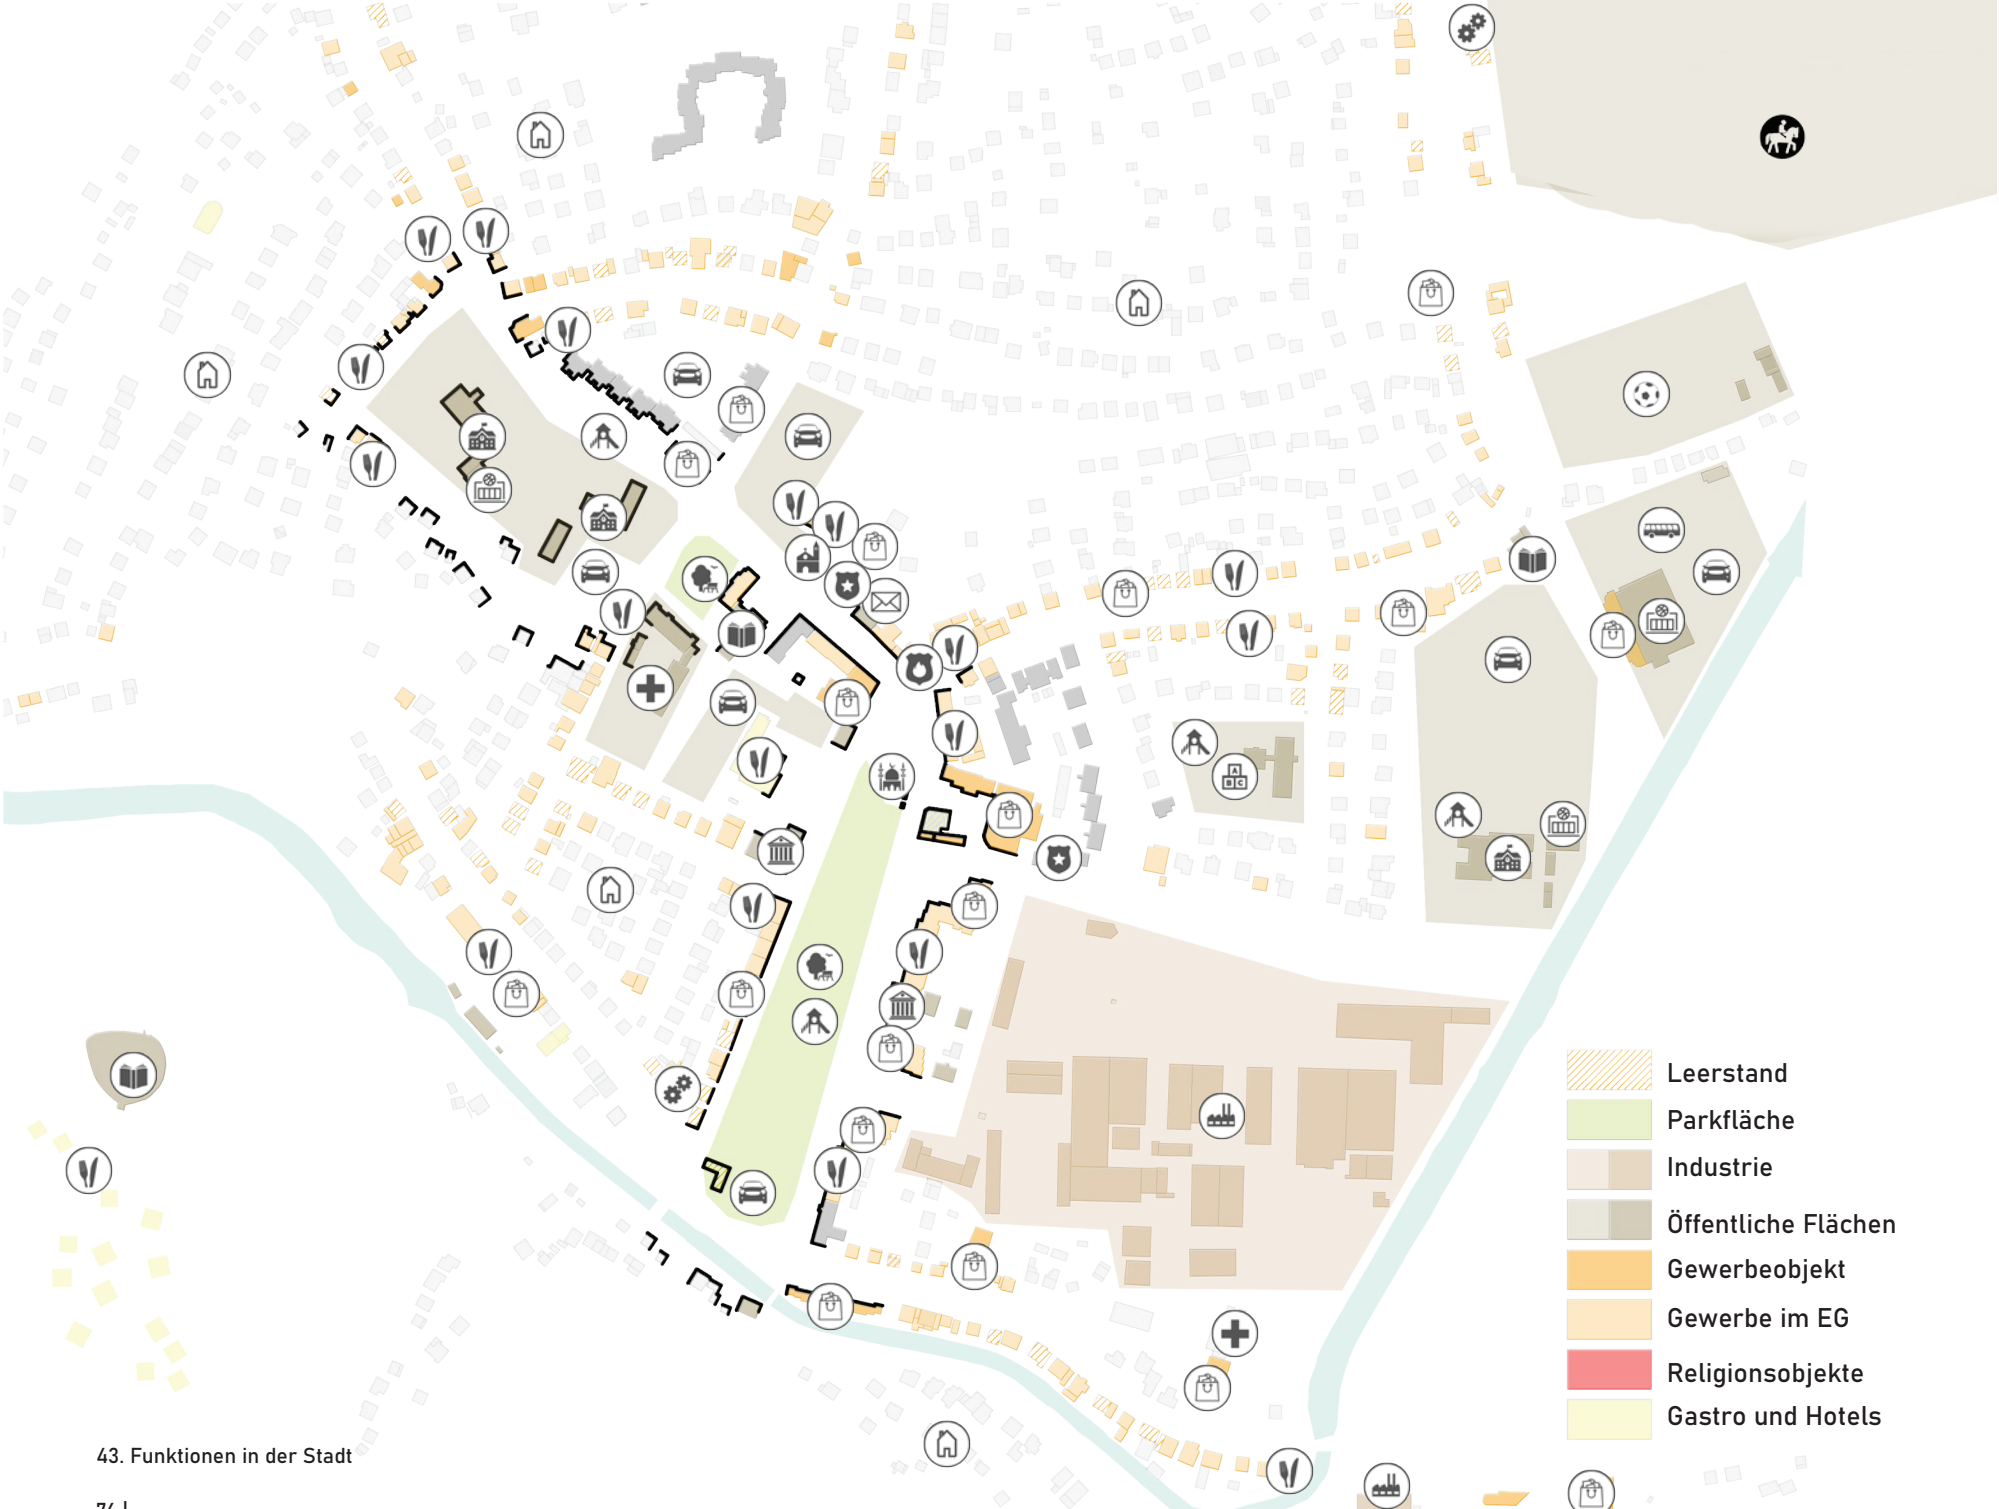 Leerstand
Parkfläche
Industrie
Öffentliche Flächen
Gewerbeobjekt
Gewerbe im EG
Religionsobjekte
Gastro und Hotels
A
B C
43. Funktionen in der Stadt